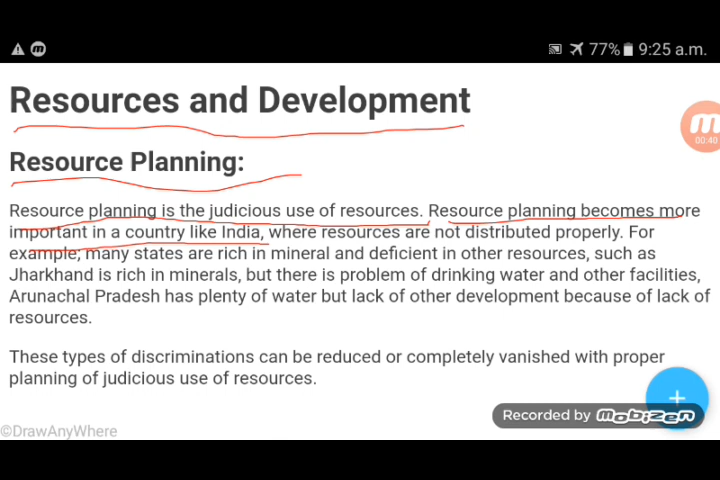 77% 9:25 a.m.
Resources and Development
00:40
Resource Planning:
Resource planning is the judicious use of resources. Resource planning becomes more
important in a country like India, where resources are not distributed properly. For
example; many states are rich in mineral and deficient in other resources, such as
Jharkhand is rich in minerals, but there is problem of drinking water and other facilities,
Arunachal Pradesh has plenty of water but lack of other development because of lack of
resources.
These types of discriminations can be reduced or completely vanished with proper
planning of judicious use of resources.
Recorded by mobizen
©DrawAnyWhere